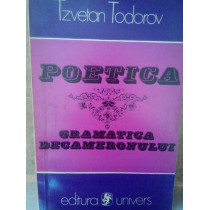 Tzvetan Todorov
POETICA
GRAMATICA
DECAMERONULUI
editura univers